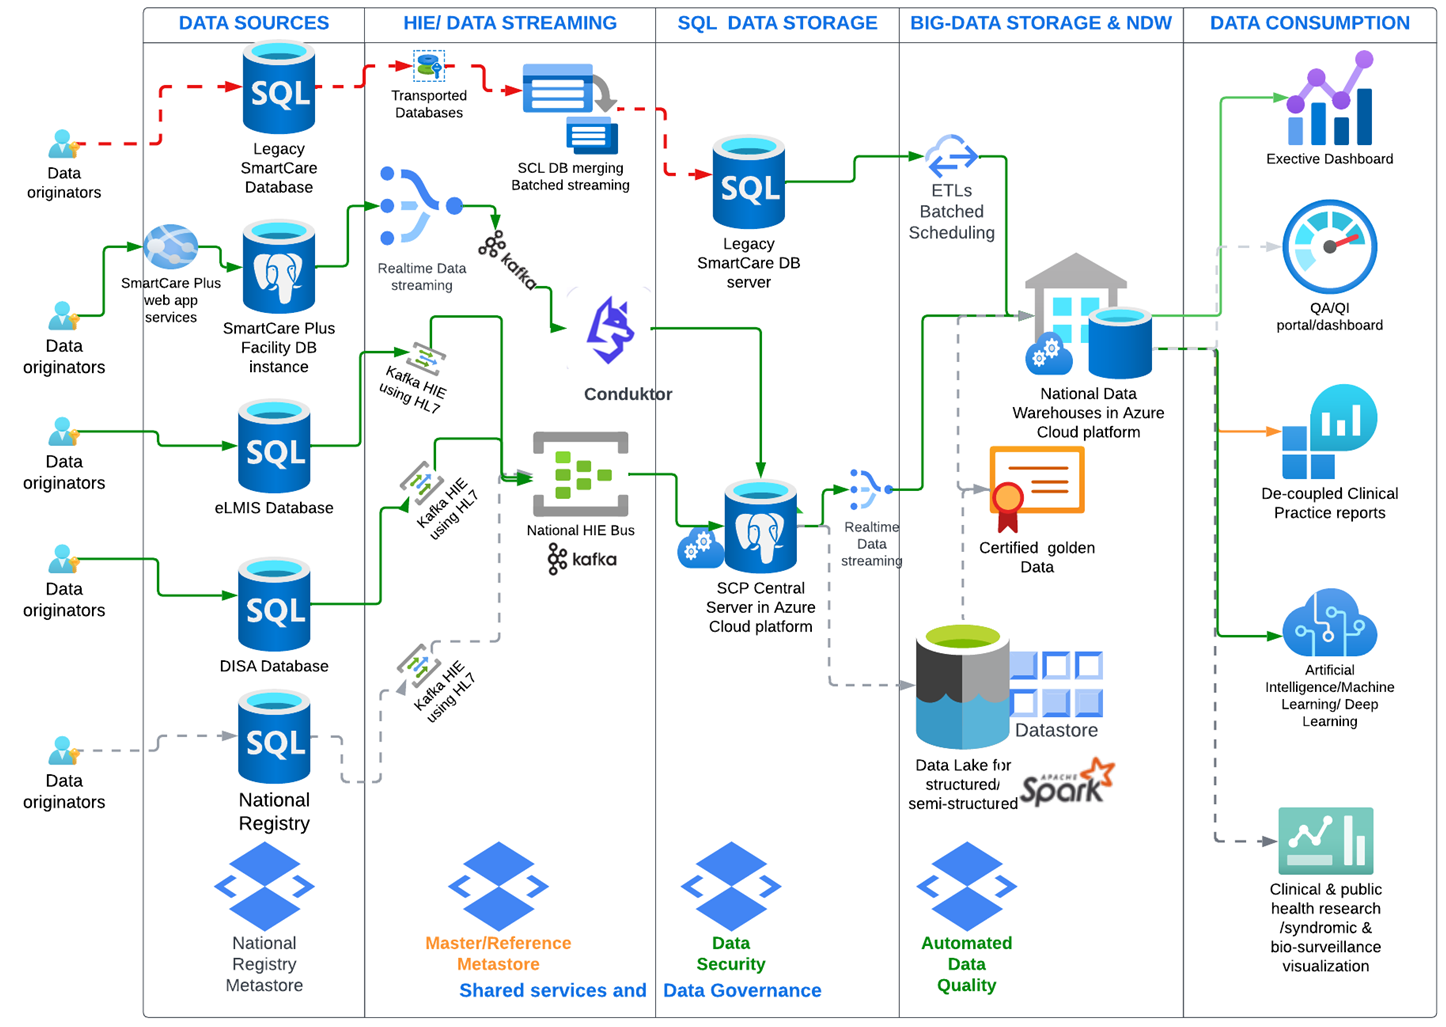 DATA SOURCES
HIE/ DATA STREAMING
SQL  DATA STORAGE
BIG-DATA STORAGE & NDW
DATA CONSUMPTION
Data
originators
SQL
Legacy
SmartCare
Database
Transported
Databases
SCL DB merging
Batched streaming
SQL
Legacy
SmartCare DB
server
ETLs
Batched
Scheduling
Exective Dashboard
Data
originators
SmartCare Plus
web app
services
SmartCare Plus
Facility DB
instance
Realtime Data
streaming
kafka
Conduktor
National Data
Warehouses in Azure
Cloud platform
QA/QI
portal/dashboard
Data
originators
SQL
eLMIS Database
Kafka HIE
using HL7
National HIE Bus
kafka
SCP Central
Server in Azure
Cloud platform
Realtime
Data
streaming
Certified  golden
Data
De-coupled Clinical
Practice reports
Data
originators
SQL
DISA Database
Kafka HIE
using HL7
Kafka HIE
using HL7
Data Lake for
structured/
semi-structured
Datastore
APACHE
Spark
Artificial
Intelligence/Machine
Learning/ Deep
Learning
Data
originators
SQL
National
Registry
Clinical & public
health research
/syndromic &
bio-surveillance
visualization
National
Registry
Metastore
Master/Reference
Metastore
Data
Security
Automated
Data
Quality
Shared services and Data Governance